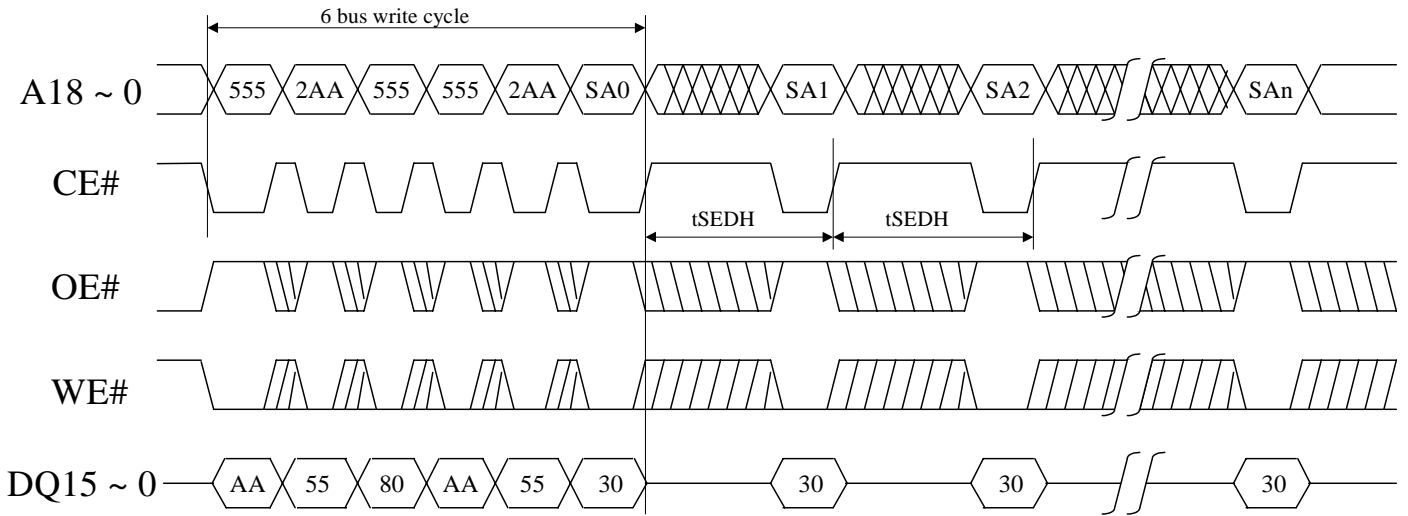 6 bus write cycle
A18 ~ 0 555 2AA 555 555 2AA SA0 SA1 SA2 SAn
CE#
tSEDH tSEDH
OE#
WE#
DQ15 ~ 0 AA 55 80 AA 55 30 30 30 30